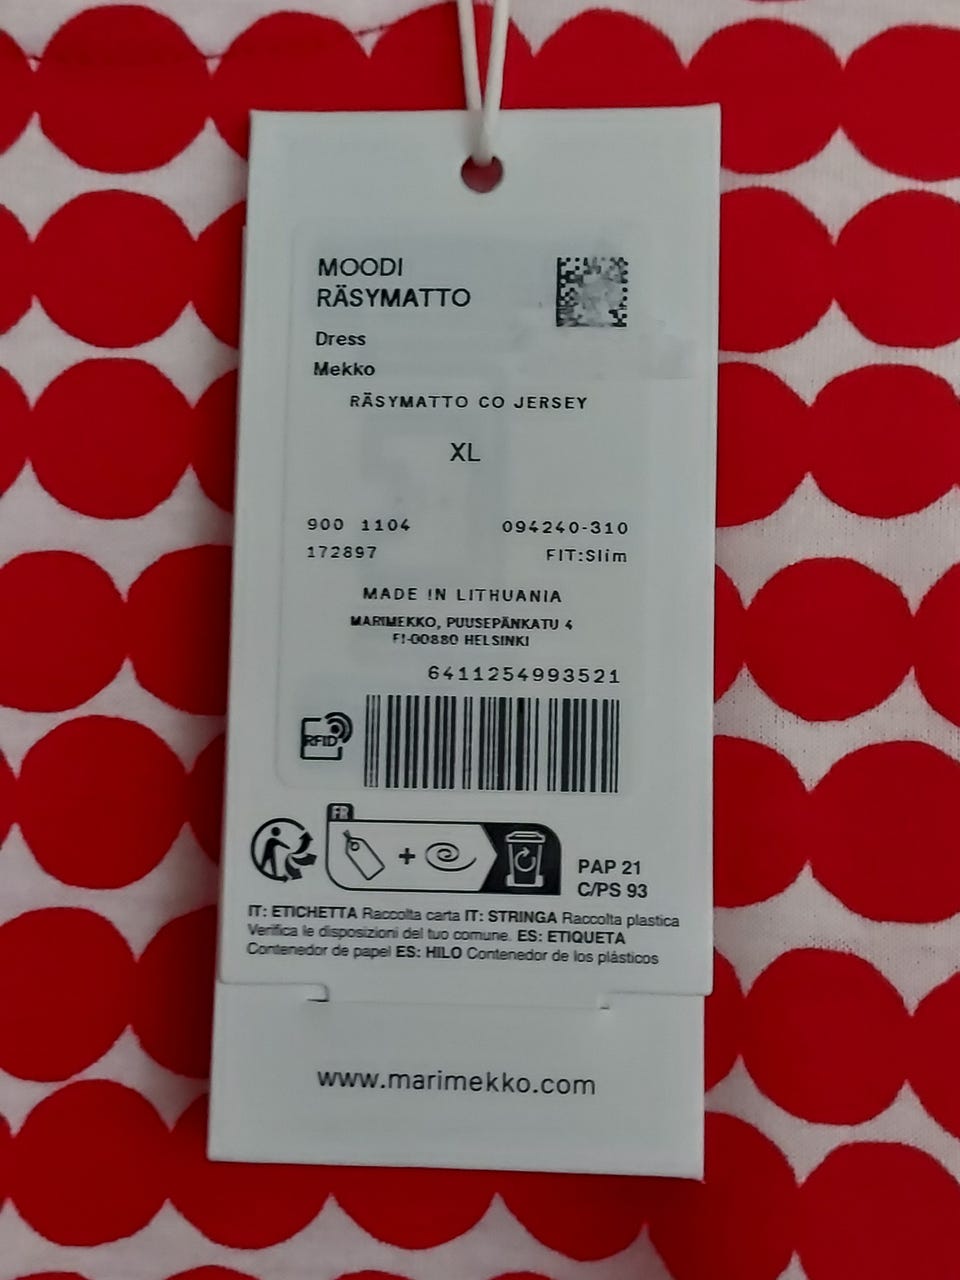 MOODI
RÄSYMATTO
Dress
Mekko
RÄSYMATTO CO JERSEY
XL
900 1104 094240-310
172897 FIT:Slim
MADE IN LITHUANIA
MARIMEKKO, PUUSEPÄNKATU 4
FI-00880 HELSINKI
6411254993521
RFID
FR
PAP 21
C/PS 93
IT: ETICHETTA Raccolta carta IT: STRINGA Raccolta plastica
Verifica le disposizioni del tuo comune. ES: ETIQUETA
Contenedor de papel ES: HILO Contenedor de los plásticos
www.marimekko.com